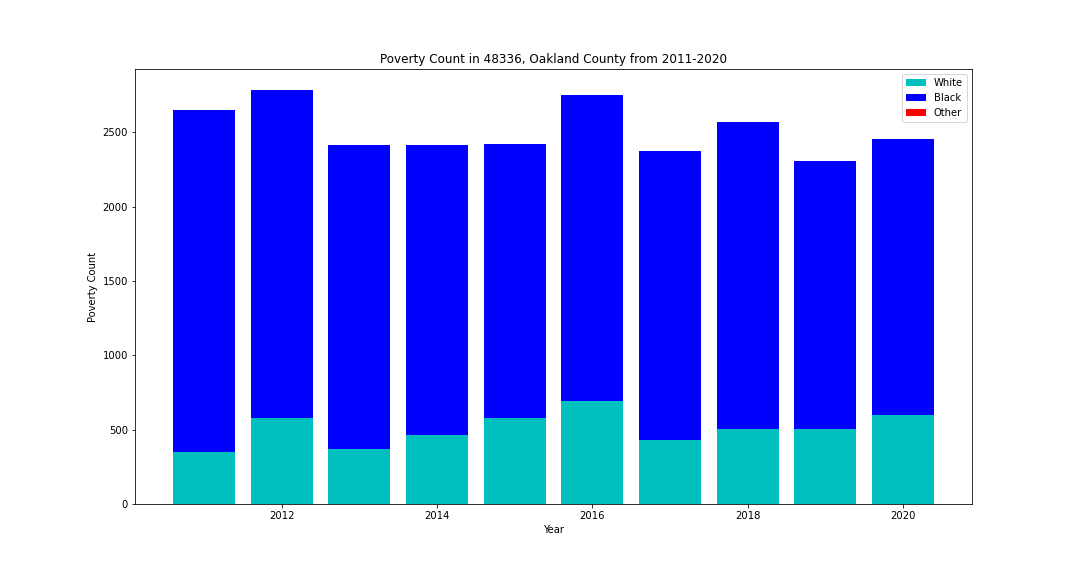 Poverty Count in 48336, Oakland County from 2011-2020
White
Black
Other
2500
2000
1500
1000
500
0
Poverty Count
2012
2014
2016
2018
2020
Year